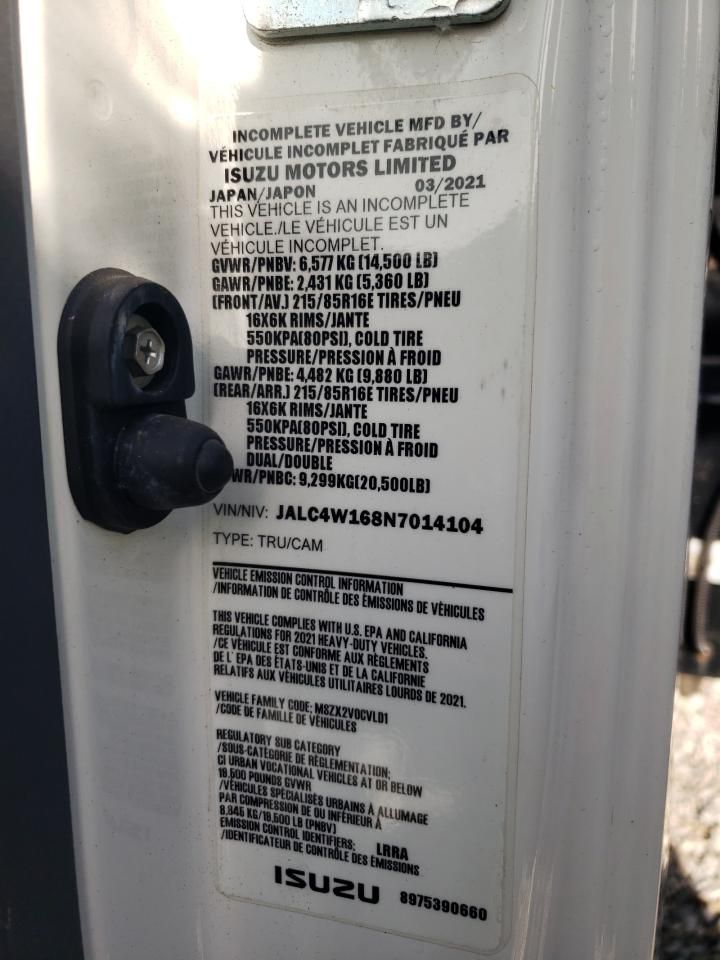 INCOMPLETE VEHICLE MFD BY/
VÉHICULE INCOMPLET FABRIQUÉ PAR
ISUZU MOTORS LIMITED
JAPAN/JAPON 03/2021
THIS VEHICLE IS AN INCOMPLETE
VEHICLE./LE VÉHICULE EST UN
VÉHICULE INCOMPLET.
GVWR/PNBV: 6,577 KG (14,500 LB)
GAWR/PNBE: 2,431 KG (5,360 LB)
(FRONT/AV.) 215/85R16E TIRES/PNEU
16X6K RIMS/JANTE
550KPA(80PSI), COLD TIRE
PRESSURE/PRESSION À FROID
GAWR/PNBE: 4,482 KG (9,880 LB)
(REAR/ARR.) 215/85R16E TIRES/PNEU
16X6K RIMS/JANTE
550KPA(80PSI), COLD TIRE
PRESSURE/PRESSION À FROID
DUAL/DOUBLE
WR/PNBC: 9,299KG(20,500LB)
VIN/NIV: JALC4W168N7014104
TYPE: TRU/CAM
VEHICLE EMISSION CONTROL INFORMATION
/INFORMATION DE CONTRÔLE DES ÉMISSIONS DE VÉHICULES
THIS VEHICLE COMPLIES WITH U.S. EPA AND CALIFORNIA
REGULATIONS FOR 2021 HEAVY-DUTY VEHICLES.
/CE VÉHICULE EST CONFORME AUX RÈGLEMENTS
DE L' EPA DES ÉTATS-UNIS ET DE LA CALIFORNIE
RELATIFS AUX VÉHICULES UTILITAIRES LOURDS DE 2021.
VEHICLE FAMILY CODE: MSZX2VOCVLD1
/CODE DE FAMILLE DE VÉHICULES
REGULATORY SUB CATEGORY
/SOUS-CATÉGORIE DE RÈGLEMENTATION:
CI URBAN VOCATIONAL VEHICLES AT OR BELOW
19,500 POUNDS GVWR
/VÉHICULES SPÉCIALISÉS URBAINS À ALLUMAGE
PAR COMPRESSION DE OU INFÉRIEUR À
8,845 KG/19,500 LB (PNBV)
EMISSION CONTROL IDENTIFIERS: LRRA
/IDENTIFICATEUR DE CONTRÔLE DES ÉMISSIONS
ISUZU 8975390660